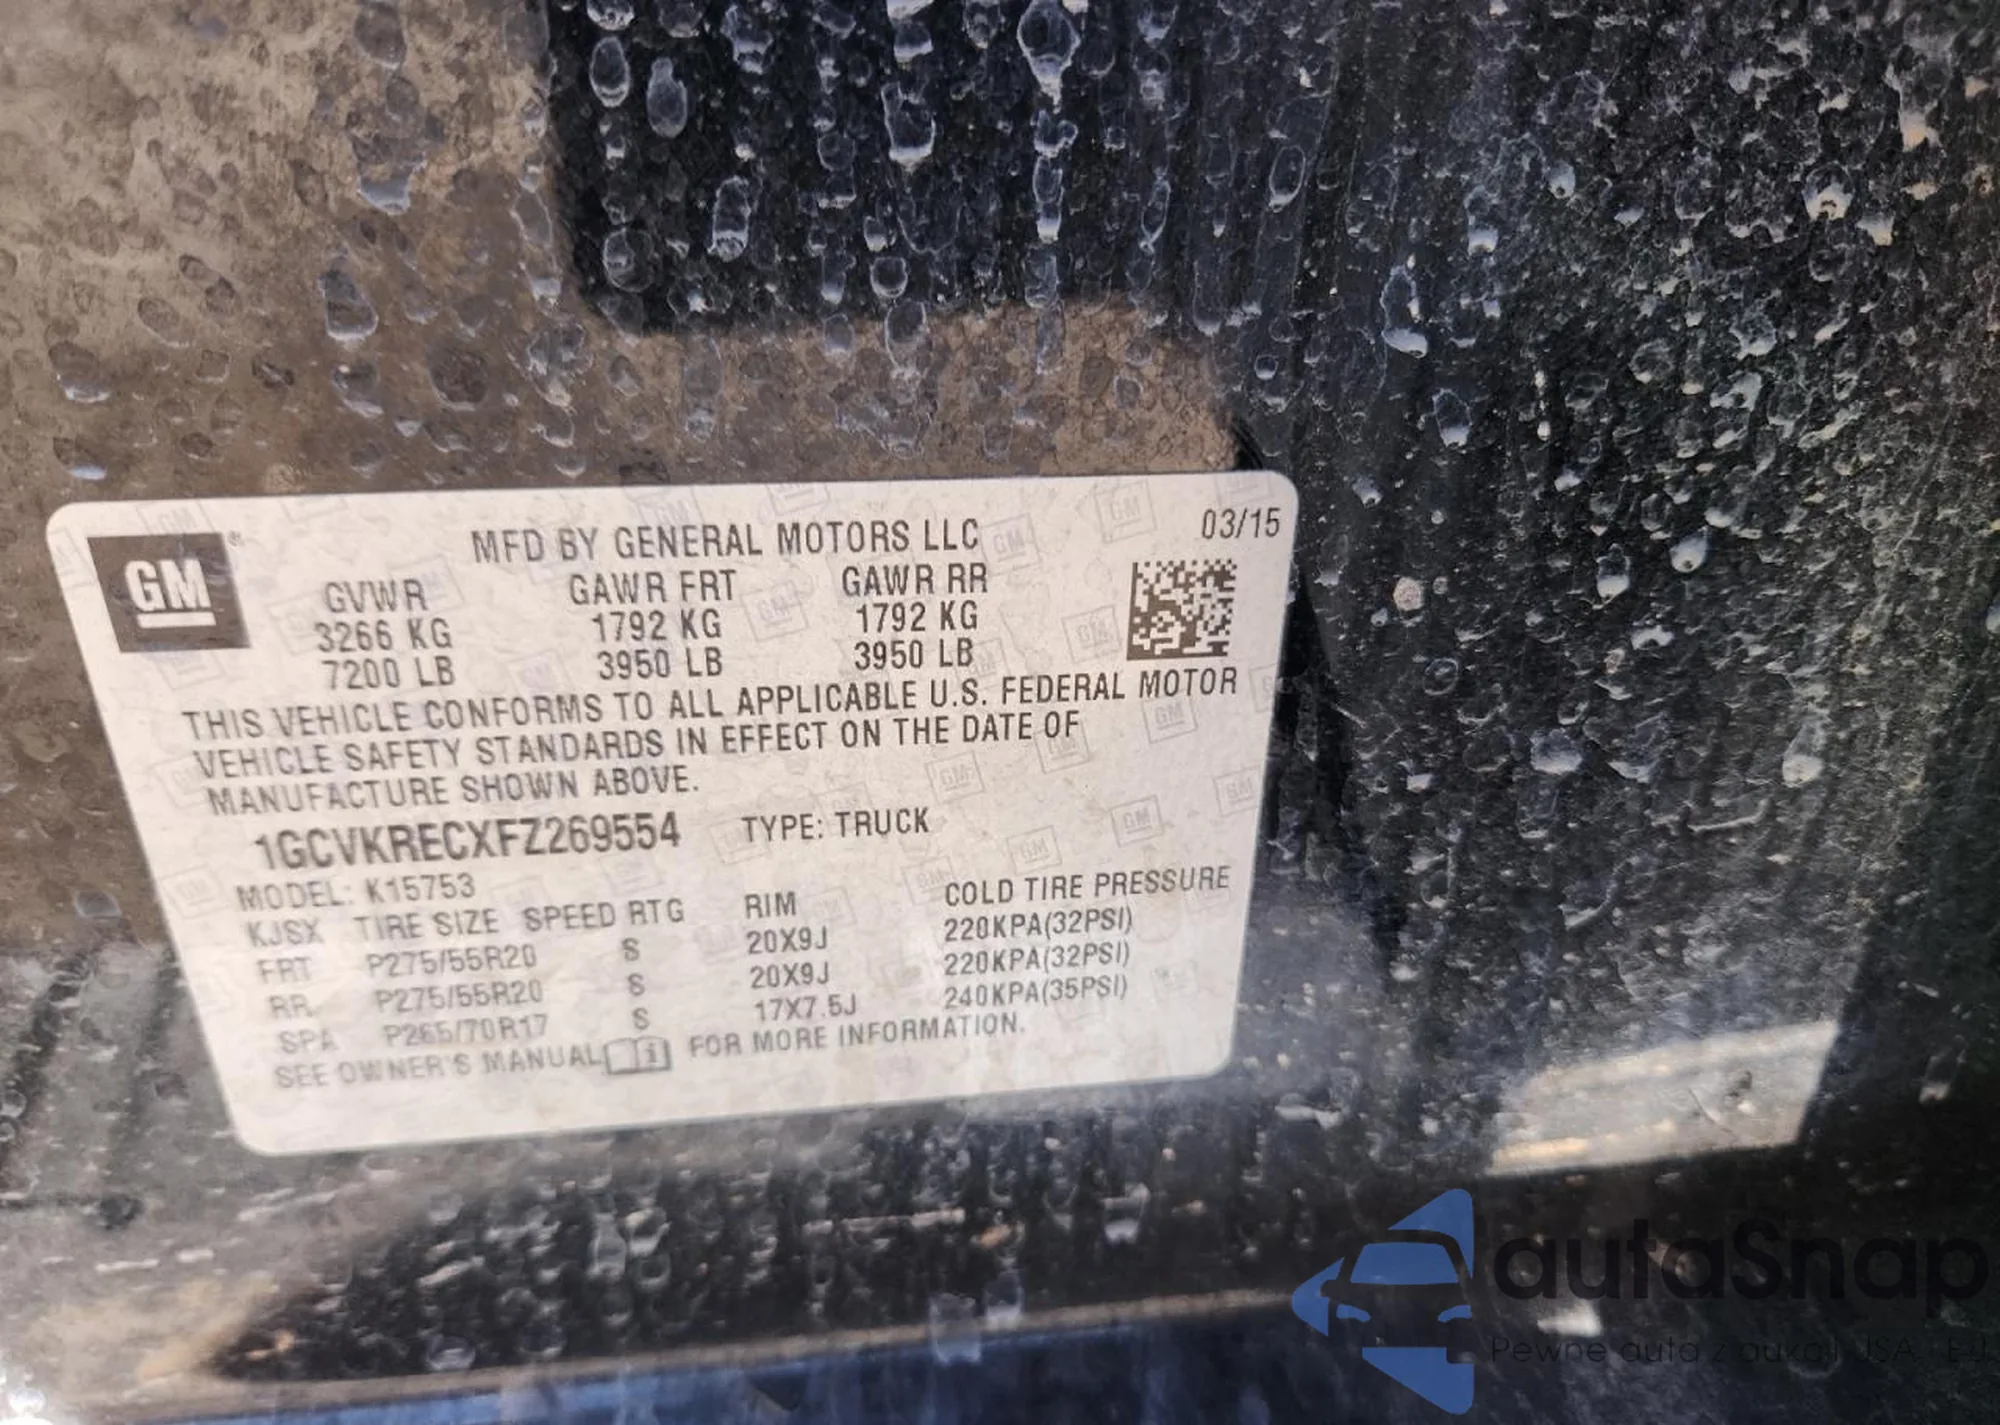 GM
MFD BY GENERAL MOTORS LLC
03/15
GVWR GAWR FRT GAWR RR
3266 KG 1792 KG 1792 KG
7200 LB 3950 LB 3950 LB
THIS VEHICLE CONFORMS TO ALL APPLICABLE U.S. FEDERAL MOTOR
VEHICLE SAFETY STANDARDS IN EFFECT ON THE DATE OF
MANUFACTURE SHOWN ABOVE.
1GCVKRECXFZ269554 TYPE: TRUCK
MODEL: K15753
KJSX TIRE SIZE SPEED RTG RIM COLD TIRE PRESSURE
FRT P275/55R20 S 20X9J 220KPA(32PSI)
RR P275/55R20 S 20X9J 220KPA(32PSI)
SPA P265/70R17 S 17X7.5J 240KPA(35PSI)
SEE OWNER'S MANUAL FOR MORE INFORMATION.
autaSnap
Pewne auta z aukcji USA